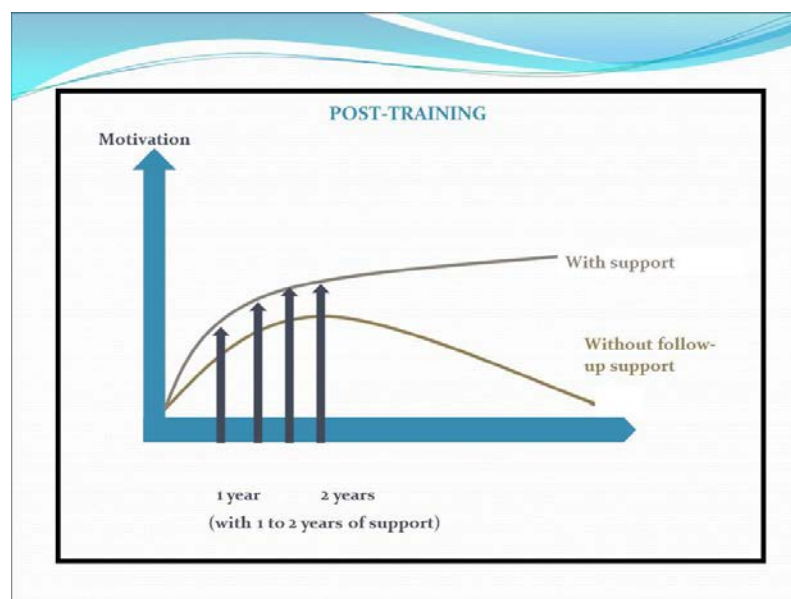 POST-TRAINING
Motivation
With support
Without follow-
up support
1 year 2 years
(with 1 to 2 years of support)